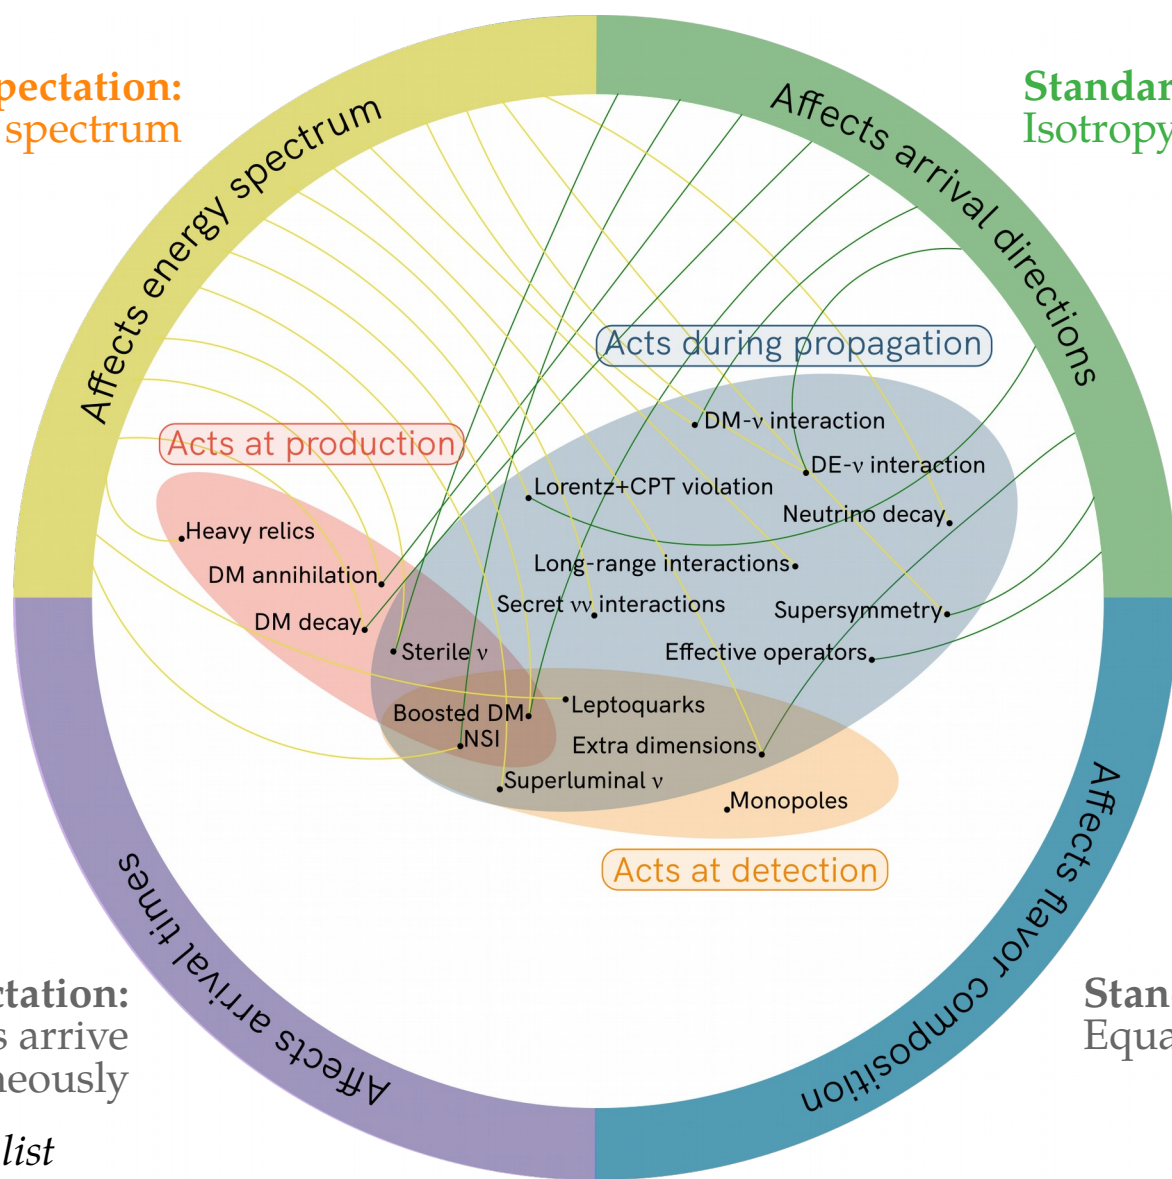 pectation:
spectrum
Standar
Isotropy
Affects energy spectrum
Affects arrival directions
Acts during propagation
DM-ν interaction
Acts at production
DE-ν interaction
Lorentz+CPT violation
Neutrino decay
Heavy relics
Long-range interactions
DM annihilation
Secret νν interactions
Supersymmetry
DM decay
Sterile ν
Effective operators
Leptoquarks
Boosted DM
NSI
Extra dimensions
Superluminal ν
Monopoles
Acts at detection
Affects arrival times
Affects flavor composition
ctation:
s arrive
neously
Stan
Equa
list